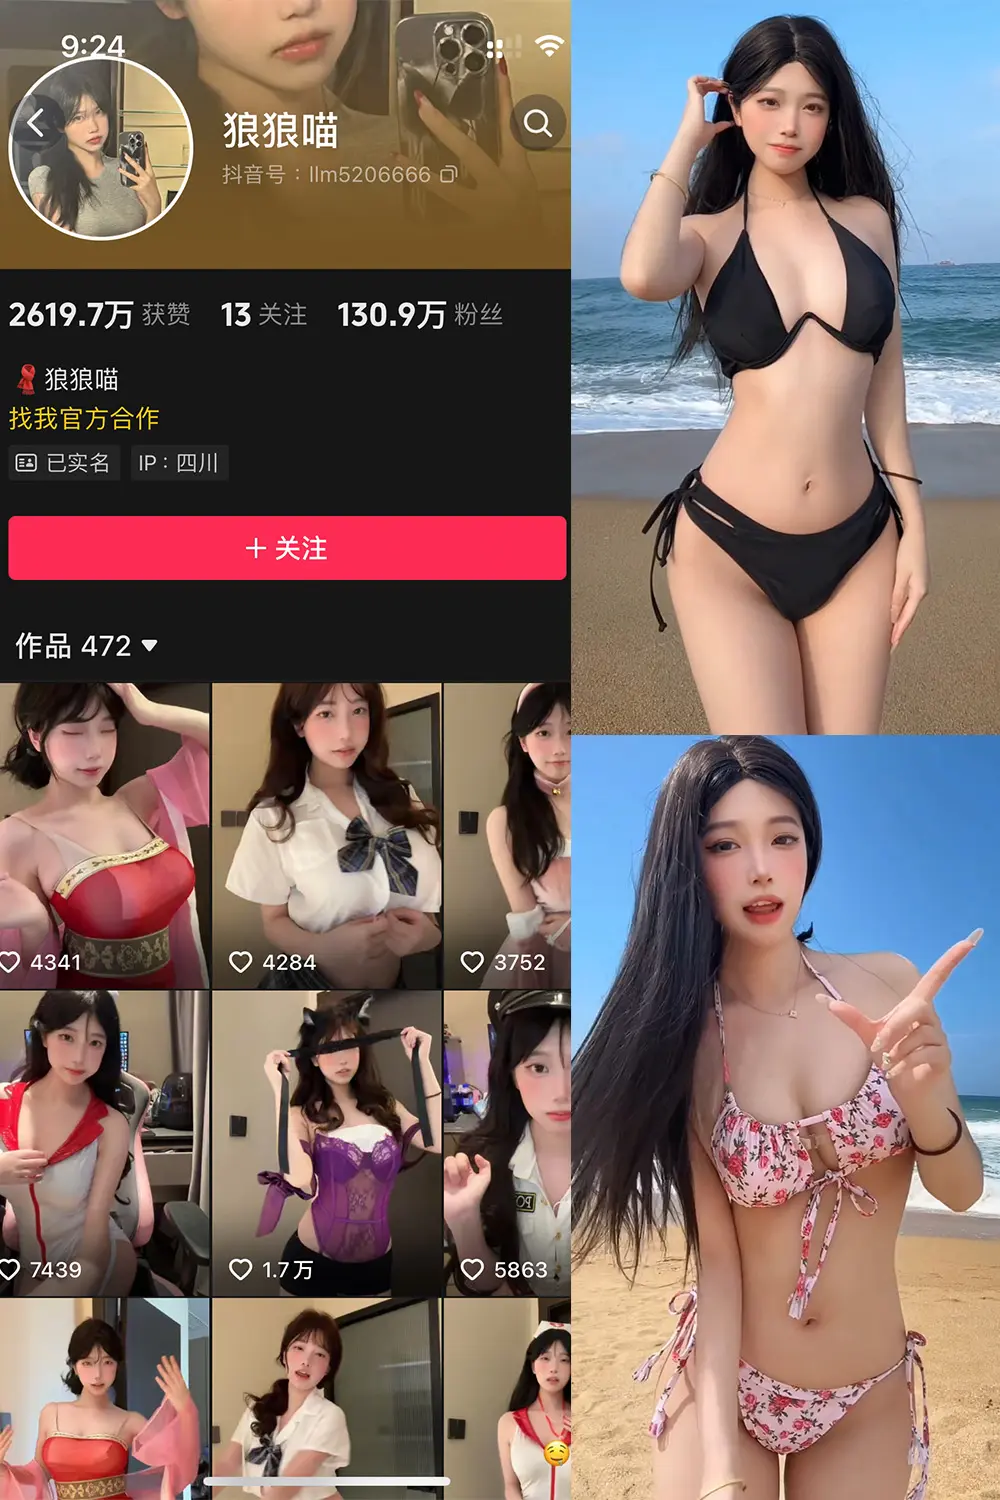 9:24
狼狼喵
抖音号：llm5206666
2619.7万 获赞 13 关注 130.9万 粉丝
狼狼喵
找我官方合作
已实名 IP：四川
＋关注
作品 472
4341 4284 3752
7439 1.7万 5863